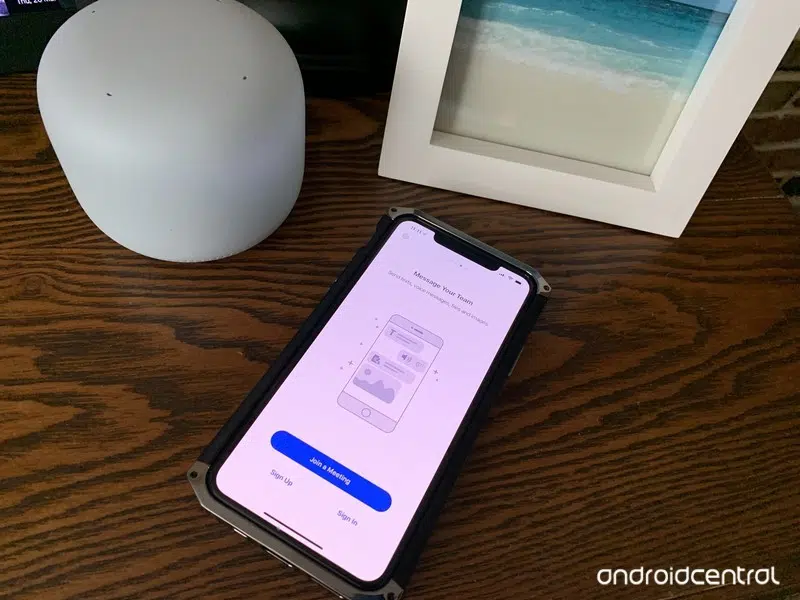 Message Your Team
Send texts, voice messages, files and images
Join a Meeting
Sign Up
Sign In
androidcentral